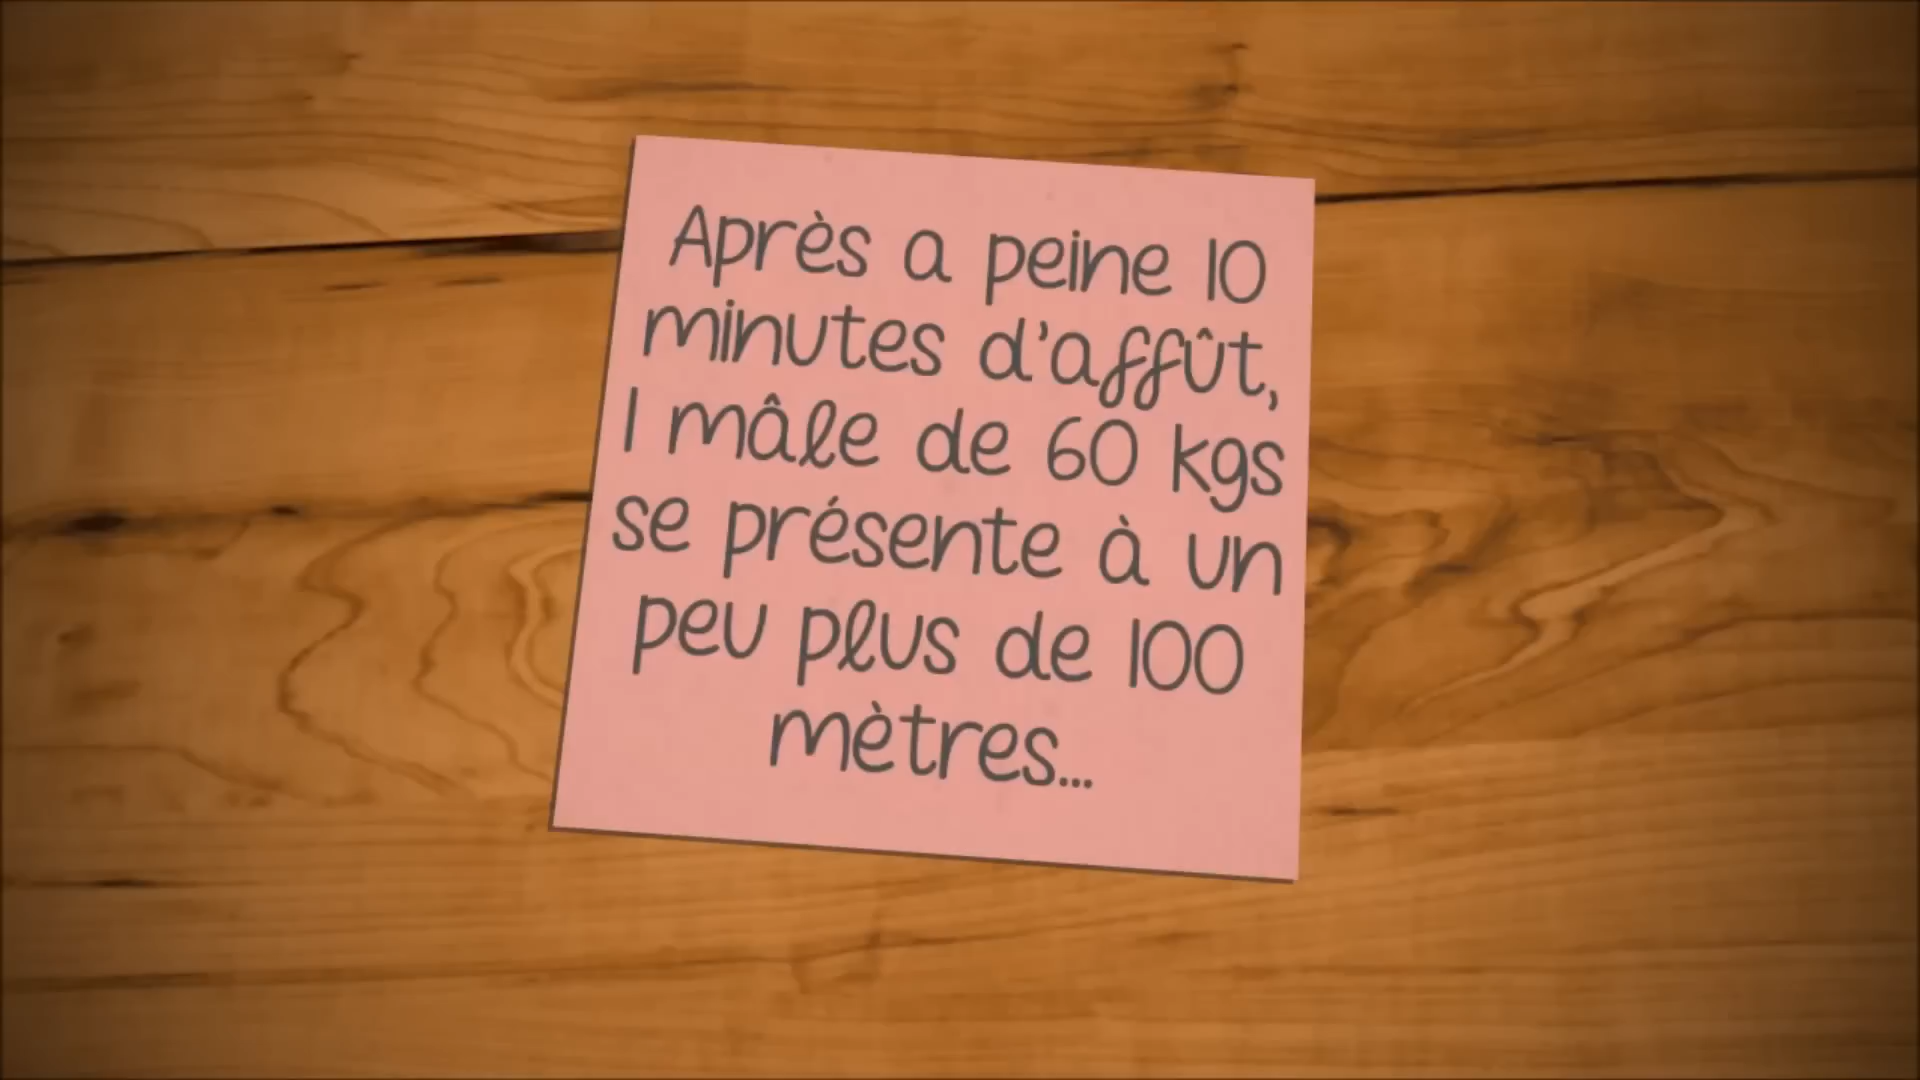 Après a peine 10
minutes d'affût,
1 mâle de 60 kgs
se présente à un
peu plus de 100
mètres...